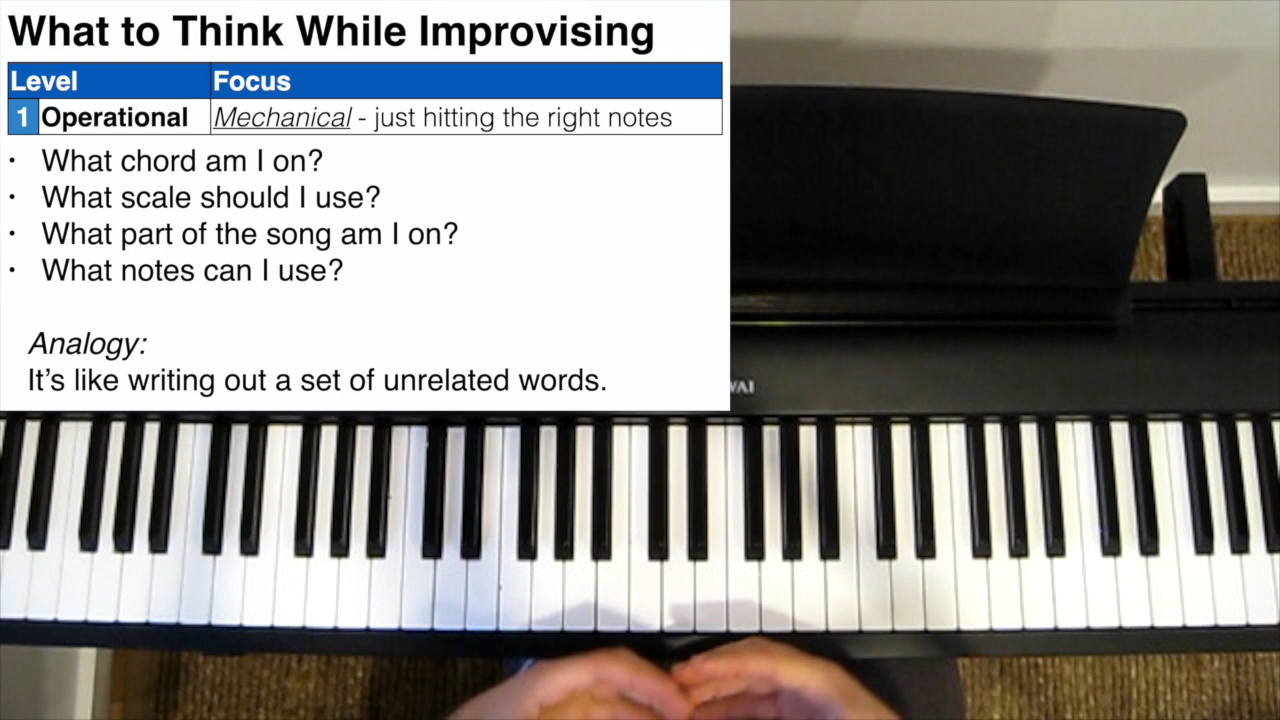 What to Think While Improvising
Level Focus
1 Operational Mechanical - just hitting the right notes
• What chord am I on?
• What scale should I use?
• What part of the song am I on?
• What notes can I use?
Analogy:
It's like writing out a set of unrelated words.
WAI